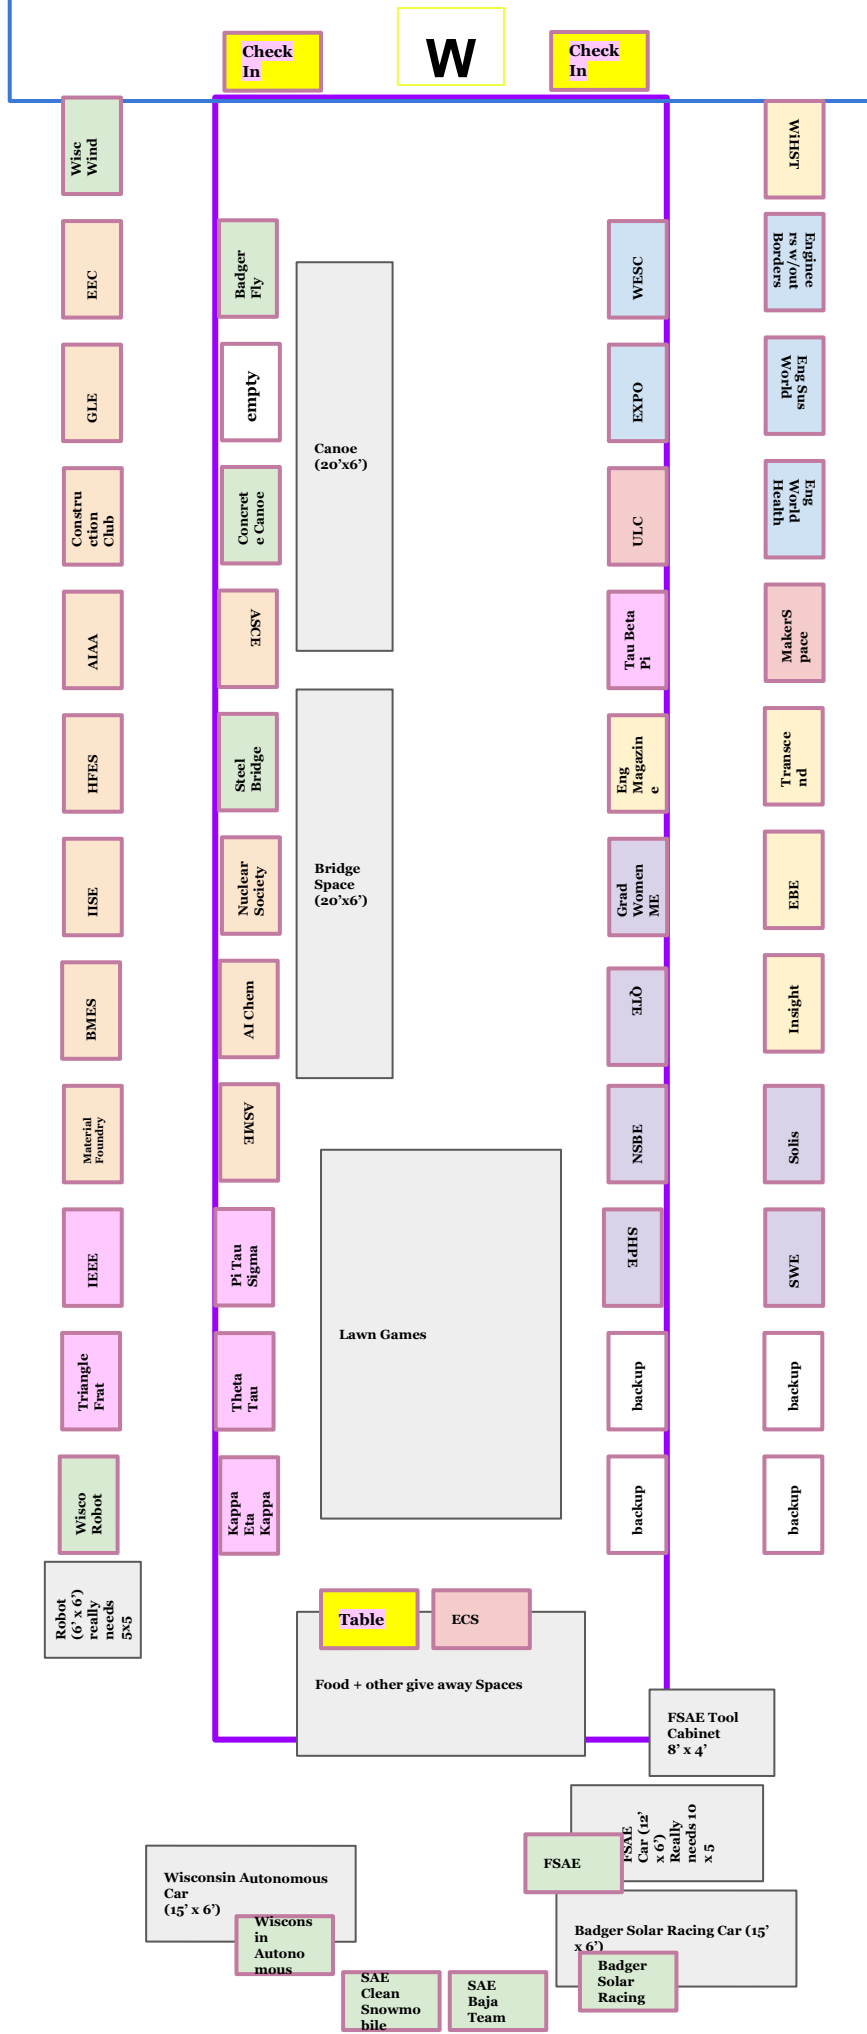 Check
In
W
Check
In
Wisc
Wind
WiHST
EEC
Badger
Fly
WESC
Enginee
rs w/out
Borders
GLE
empty
EXPO
Eng Sus
World
Canoe
(20'x6')
Constru
ction
Club
Concret
e Canoe
ULC
Eng
World
Health
AIAA
ASCE
Tau Beta
Pi
MakerS
pace
HFES
Steel
Bridge
Eng
Magazin
e
Transce
nd
IISE
Nuclear
Society
Bridge
Space
(20'x6')
Grad
Women
ME
EBE
BMES
AI Chem
QTE
Insight
Material
Foundry
ASME
NSBE
Solis
IEEE
Pi Tau
Sigma
SHPE
SWE
Lawn Games
Triangle
Frat
Theta
Tau
backup
backup
Wisco
Robot
Kappa
Eta
Kappa
backup
backup
Robot
(6' x 6')
really
needs
5x5
Table
ECS
Food + other give away Spaces
FSAE Tool
Cabinet
8' x 4'
FSAE
Car (12'
x 6')
Really
needs 10
x 5
FSAE
Wisconsin Autonomous
Car
(15' x 6')
Wiscons
in
Autono
mous
Badger Solar Racing Car (15'
x 6')
Badger
Solar
Racing
SAE
Clean
Snowmo
bile
SAE
Baja
Team